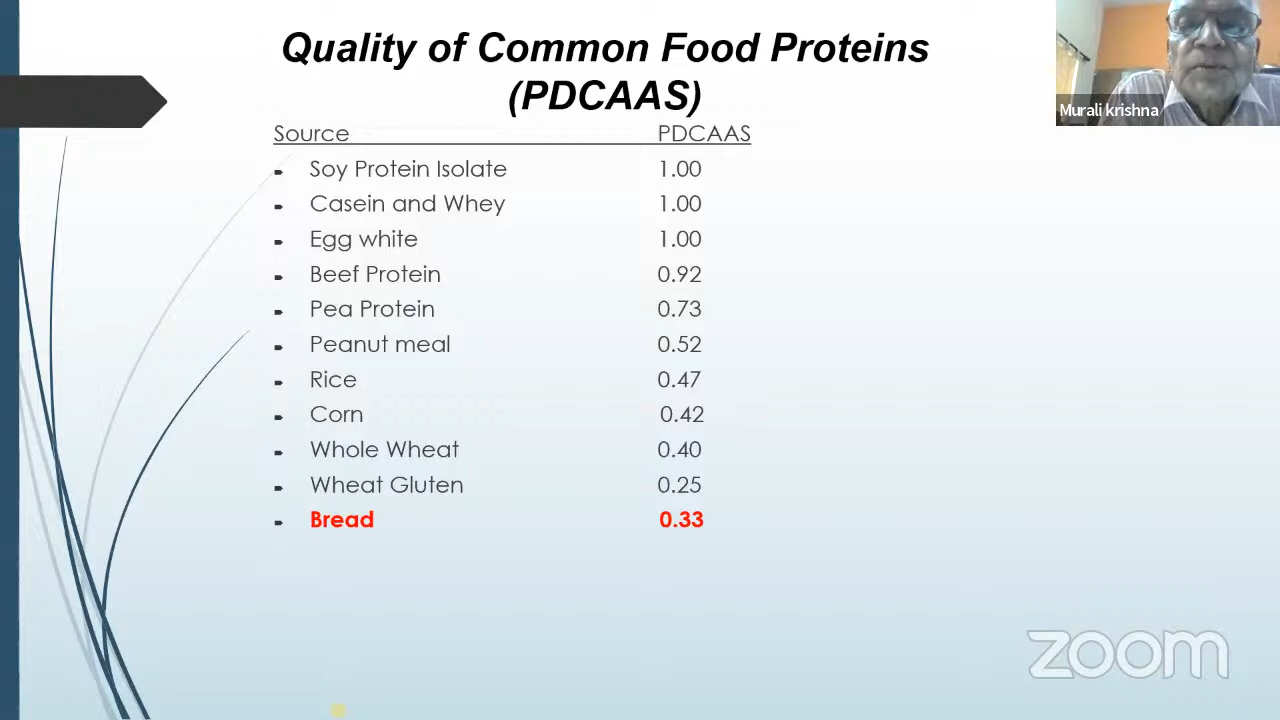 Quality of Common Food Proteins
(PDCAAS)
Murali krishna
Source PDCAAS
Soy Protein Isolate 1.00
Casein and Whey 1.00
Egg white 1.00
Beef Protein 0.92
Pea Protein 0.73
Peanut meal 0.52
Rice 0.47
Corn 0.42
Whole Wheat 0.40
Wheat Gluten 0.25
Bread 0.33
zoom